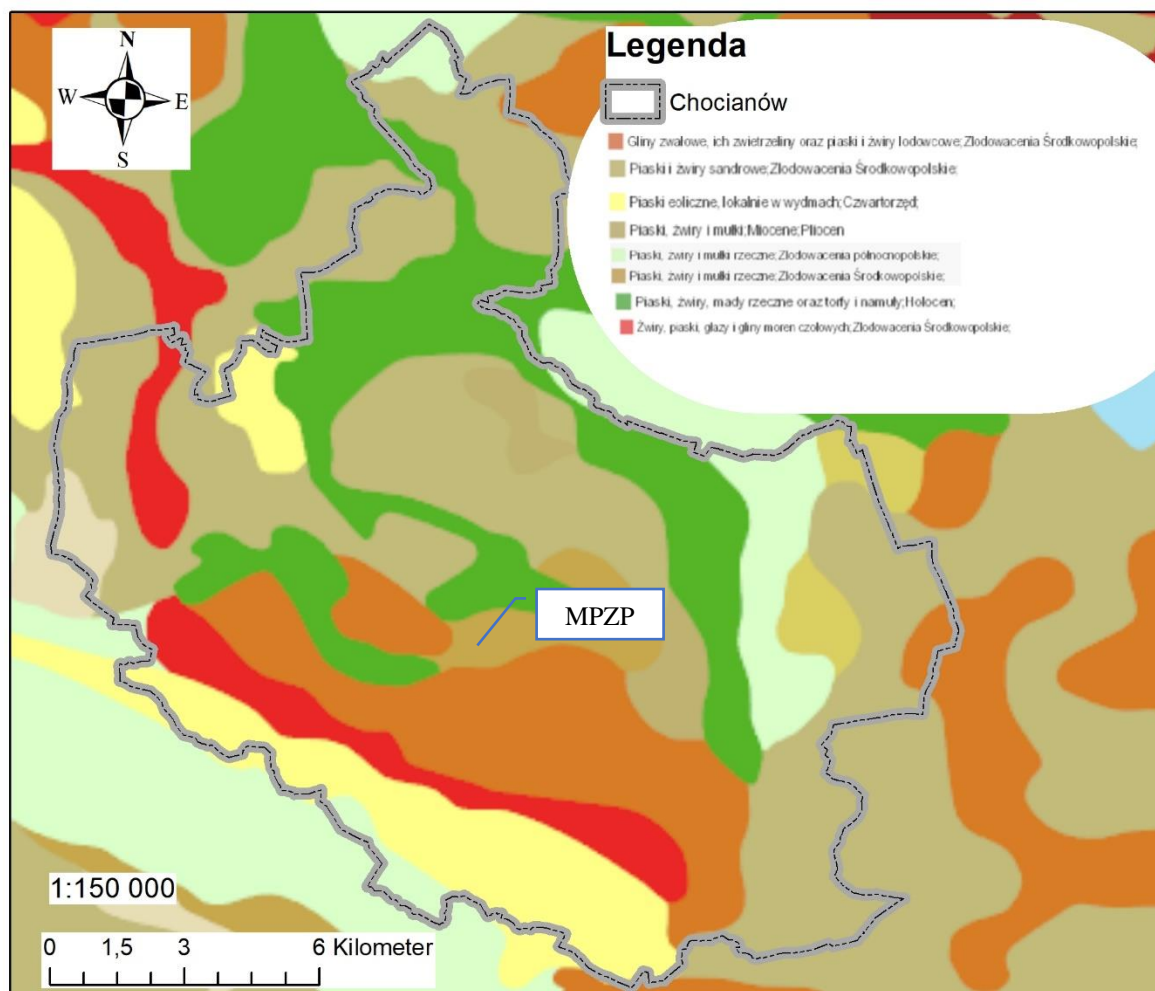 N
W E
S
Legenda
Chocianów
Gliny zwałowe, ich zwietrzeliny oraz piaski i żwiry lodowcowe;Zlodowacenia Środkowopolskie;
Piaski i żwiry sandrowe;Zlodowacenia Środkowopolskie;
Piaski eoliczne, lokalnie w wydmach;Czwartorzęd;
Piaski, żwiry i mułki;Miocene;Pliocen
Piaski, żwiry i mułki rzeczne;Zlodowacenia północnopolskie;
Piaski, żwiry i mułki rzeczne;Zlodowacenia Środkowopolskie;
Piaski, żwiry, mady rzeczne oraz torfy i namuły;Holocen;
Żwiry, piaski, głazy i gliny moren czołowych;Zlodowacenia Środkowopolskie;
MPZP
1:150 000
0 1,5 3 6 Kilometer